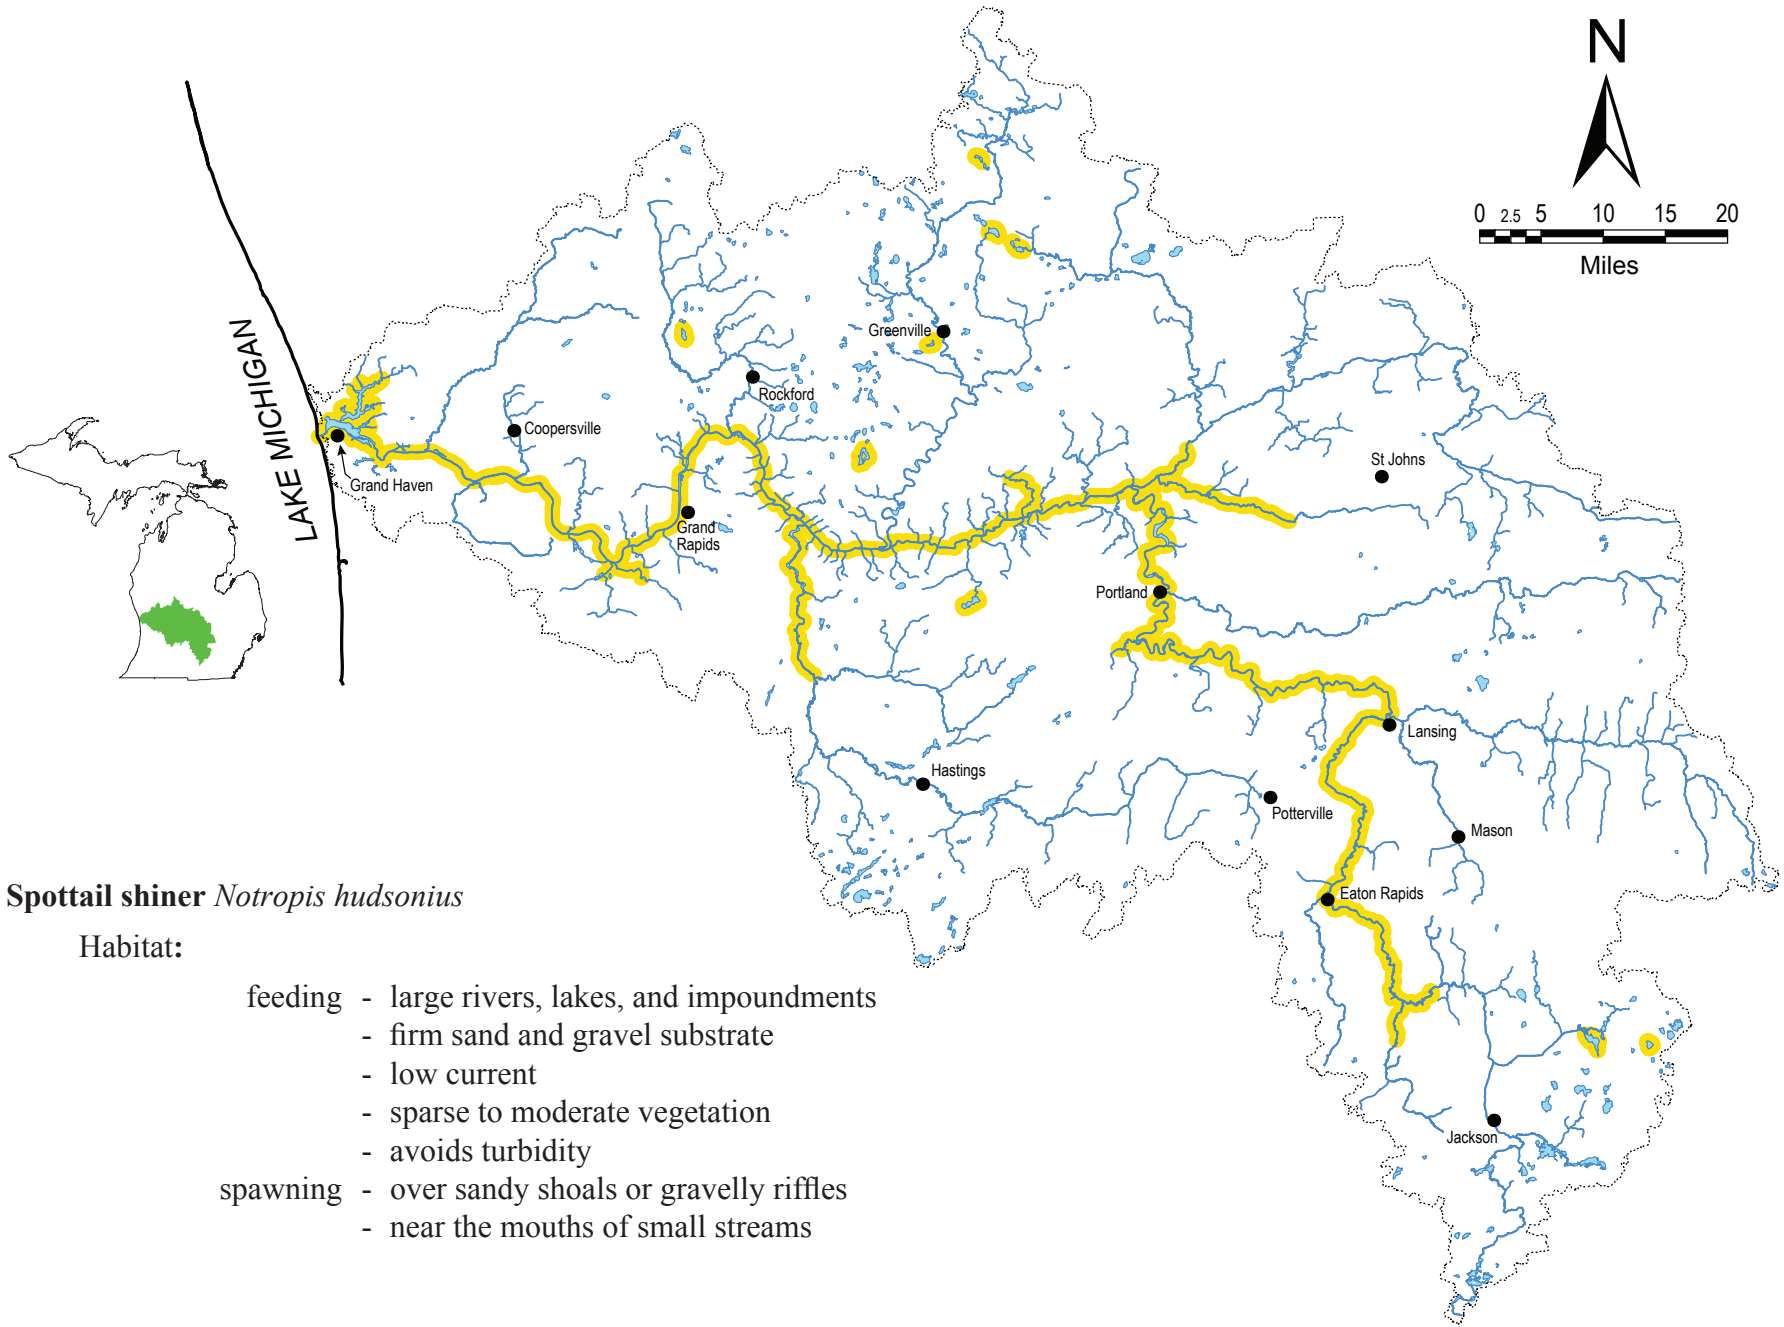 N
0 2.5 5 10 15 20
Miles
LAKE MICHIGAN
Greenville
Rockford
Coopersville
Grand Haven
St Johns
Grand
Rapids
Portland
Lansing
Hastings
Potterville
Mason
Eaton Rapids
Jackson
Spottail shiner Notropis hudsonius
Habitat:
feeding - large rivers, lakes, and impoundments
- firm sand and gravel substrate
- low current
- sparse to moderate vegetation
- avoids turbidity
spawning - over sandy shoals or gravelly riffles
- near the mouths of small streams